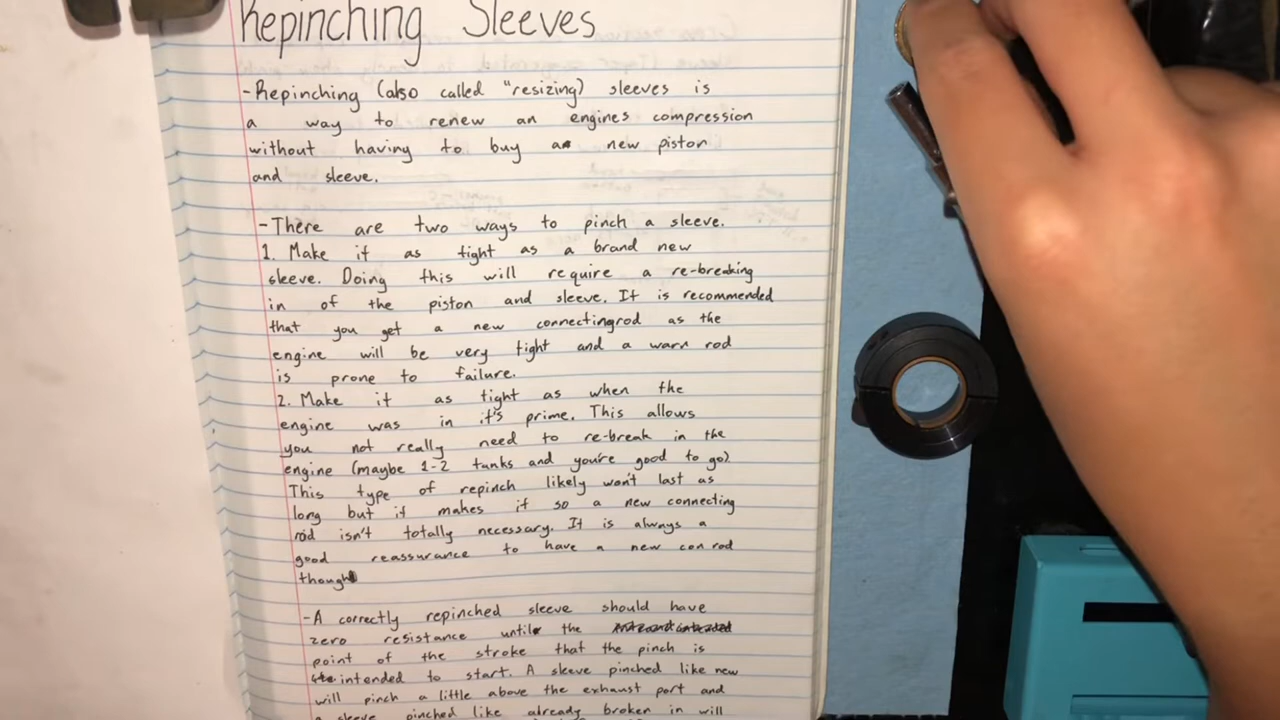 Repinching Sleeves
-Repinching (also called "resizing) sleeves is
a way to renew an engines compression
without having to buy a new piston
and sleeve.
-There are two ways to pinch a sleeve.
1. Make it as tight as a brand new
sleeve. Doing this will require a re-breaking
in of the piston and sleeve. It is recommended
that you get a new connectingrod as the
engine will be very tight and a warn rod
is prone to failure.
2. Make it as tight as when the
engine was in it's prime. This allows
you not really need to re-break in the
engine (maybe 1-2 tanks and you're good to go)
This type of repinch likely won't last as
long but it makes it so a new connecting
rod isn't totally necessary. It is always a
good reassurance to have a new con rod
though
-A correctly repinched sleeve should have
zero resistance until the
point of the stroke that the pinch is
intended to start. A sleeve pinched like new
will pinch a little above the exhaust port and
a sleeve pinched like already broken in will